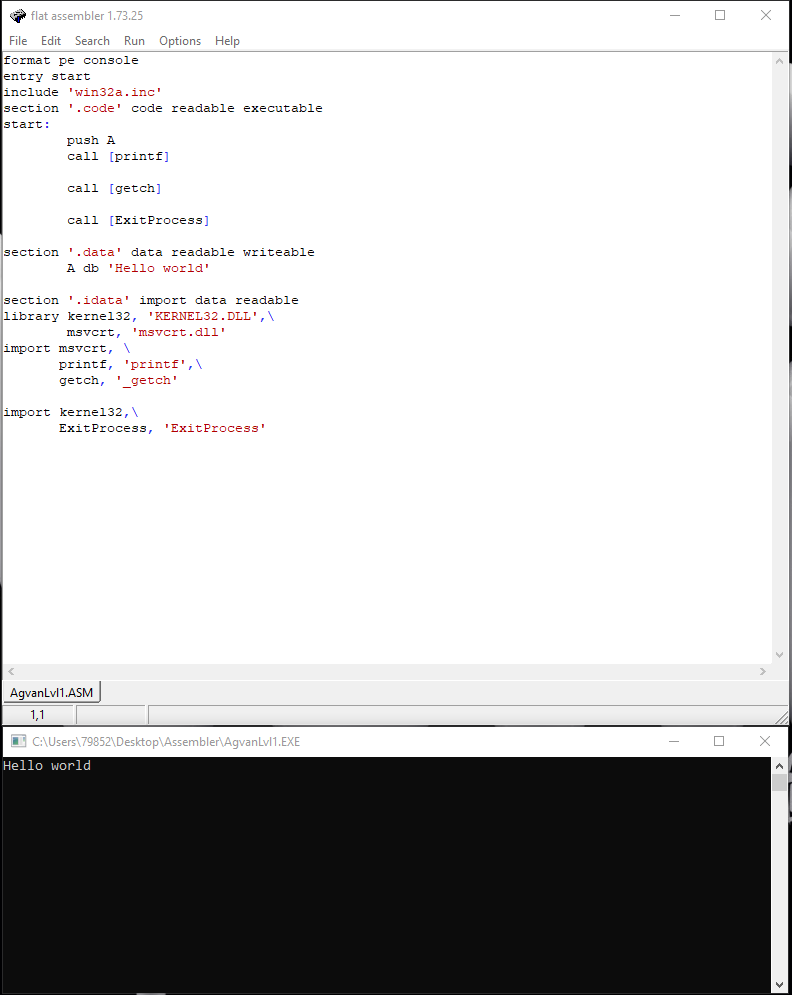 flat assembler 1.73.25
File Edit Search Run Options Help
format pe console
entry start
include 'win32a.inc'
section '.code' code readable executable
start:
        push A
        call [printf]

        call [getch]

        call [ExitProcess]

section '.data' data readable writeable
        A db 'Hello world'

section '.idata' import data readable
library kernel32, 'KERNEL32.DLL',\
        msvcrt, 'msvcrt.dll'
import msvcrt, \
       printf, 'printf',\
       getch, '_getch'

import kernel32,\
       ExitProcess, 'ExitProcess'
AgvanLvl1.ASM
1,1
C:\Users\79852\Desktop\Assembler\AgvanLvl1.EXE
Hello world